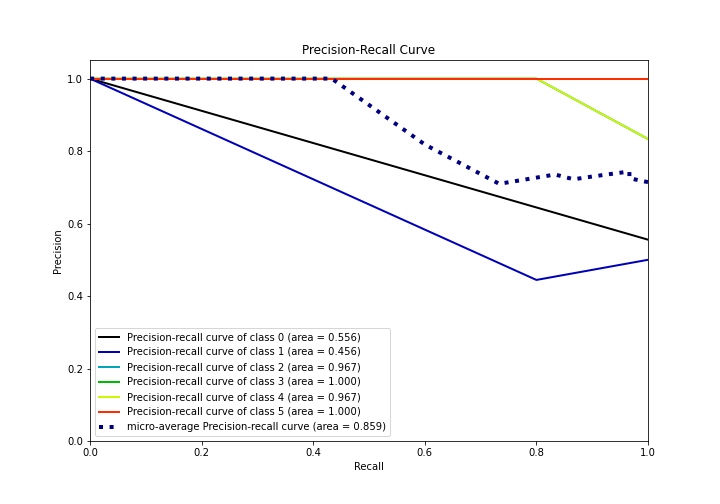 Precision-Recall Curve
1.0
0.8
0.6
0.4
0.2
0.0
Precision
Precision-recall curve of class 0 (area = 0.556)
Precision-recall curve of class 1 (area = 0.456)
Precision-recall curve of class 2 (area = 0.967)
Precision-recall curve of class 3 (area = 1.000)
Precision-recall curve of class 4 (area = 0.967)
Precision-recall curve of class 5 (area = 1.000)
micro-average Precision-recall curve (area = 0.859)
0.0 0.2 0.4 0.6 0.8 1.0
Recall